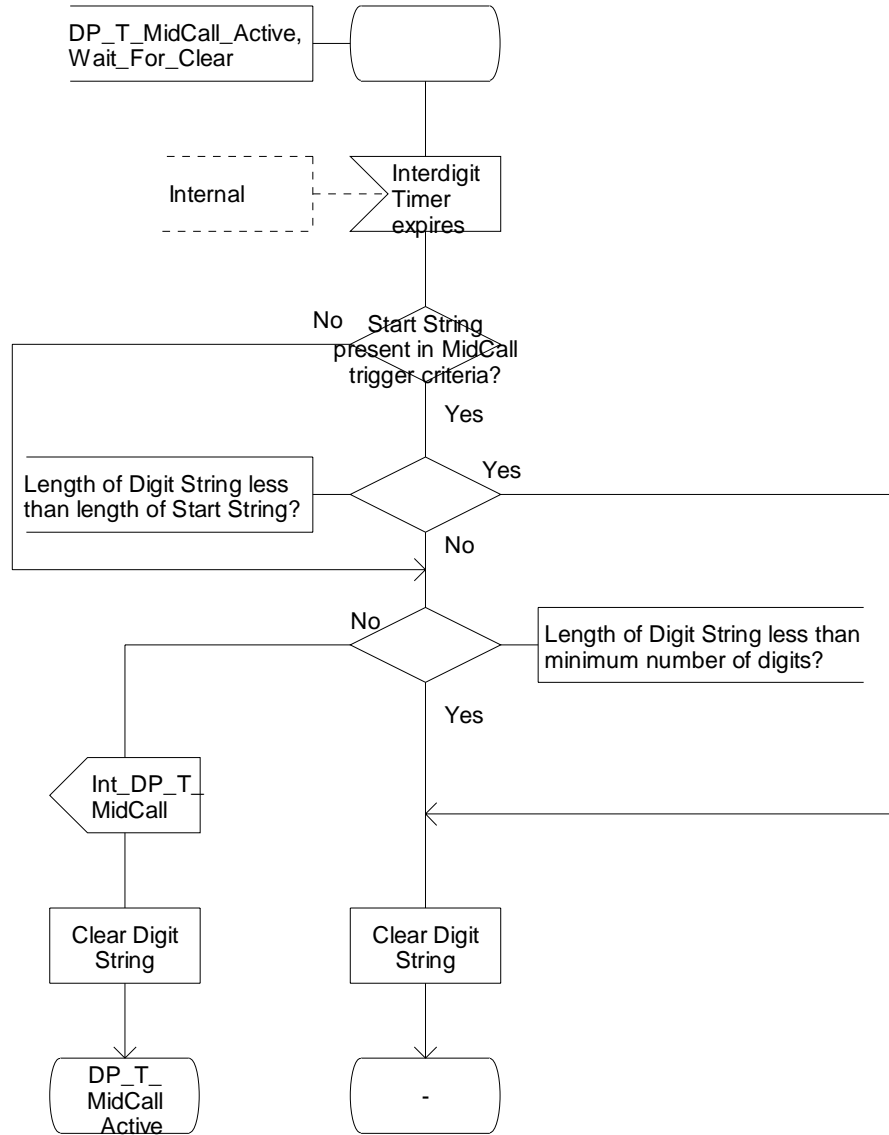 DP_T_MidCall_Active,
Wait_For_Clear
Internal
Interdigit
Timer
expires
No
Start String
present in MidCall
trigger criteria?
Yes
Length of Digit String less
than length of Start String?
Yes
No
No
Length of Digit String less than
minimum number of digits?
Yes
Int_DP_T_
MidCall
Clear Digit
String
Clear Digit
String
DP_T_
MidCall
Active
-